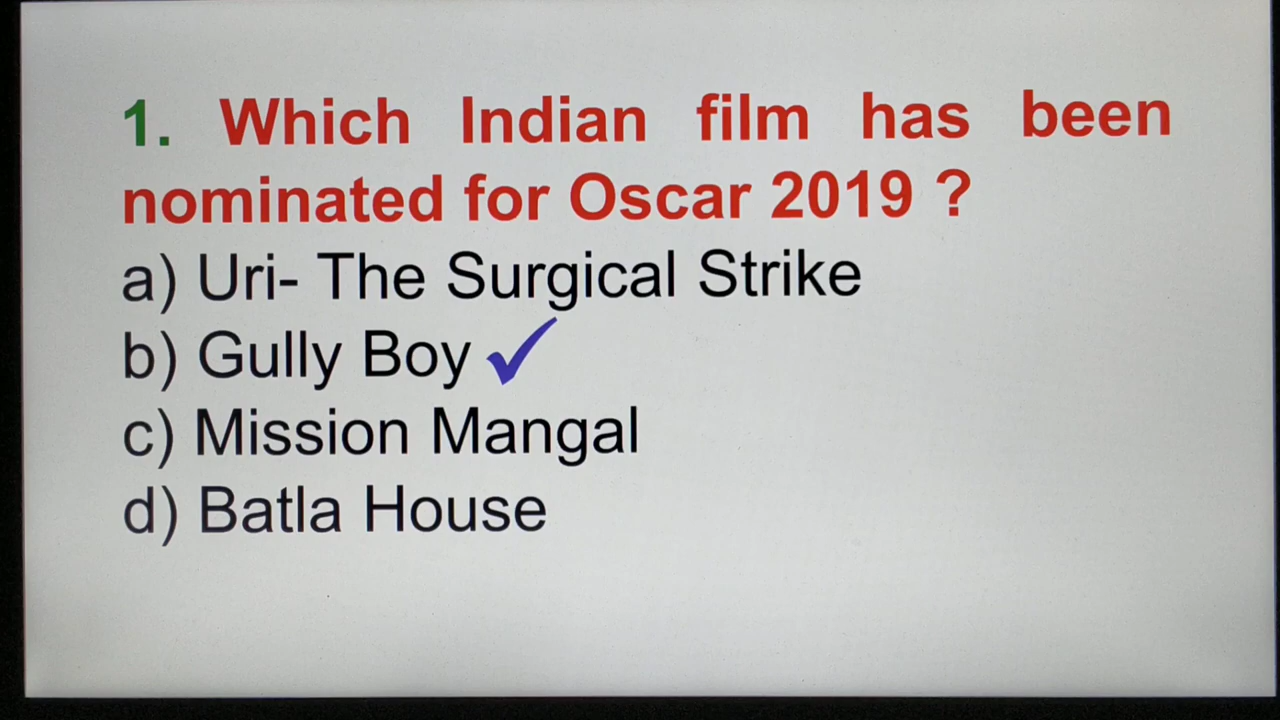 1. Which Indian film has been
nominated for Oscar 2019 ?
a) Uri- The Surgical Strike
b) Gully Boy ✓
c) Mission Mangal
d) Batla House